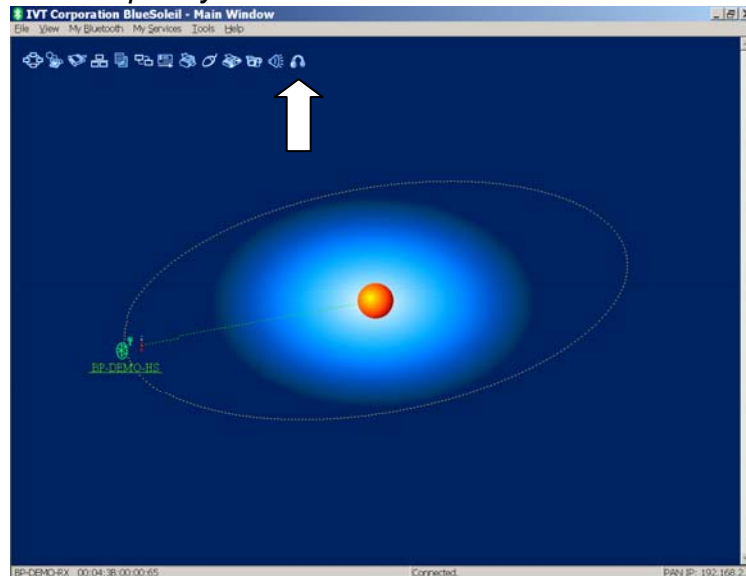 IVT Corporation BlueSoleil - Main Window
File View My Bluetooth My Services Tools Help
BP-DEMO-HS
BP-DEMO-RX 00:04:3B:00:00:65 Connected. PAN IP: 192.168.2